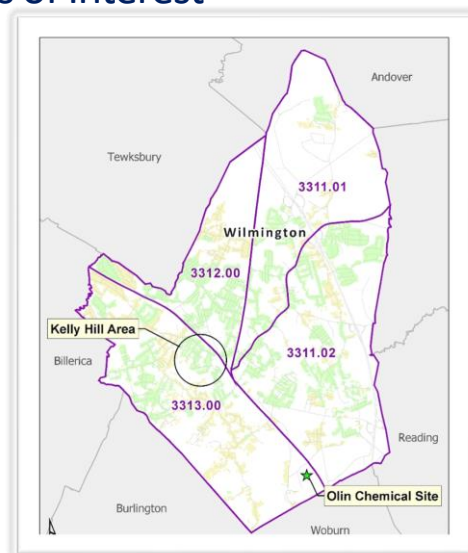 of Interest
Andover
Tewksbury
3311.01
Wilmington
3312.00
Kelly Hill Area
Billerica
3311.02
3313.00
Reading
Olin Chemical Site
Burlington
Woburn